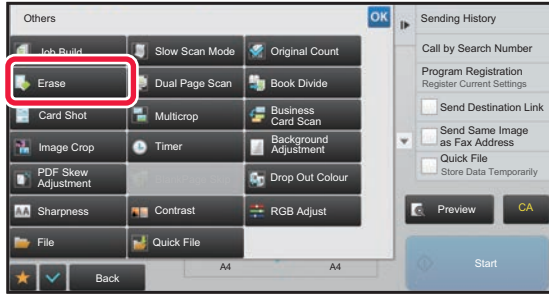 Others
OK
Job Build
Slow Scan Mode
Original Count
Erase
Dual Page Scan
Book Divide
Card Shot
Multicrop
Business
Card Scan
Image Crop
Timer
Background
Adjustment
PDF Skew
Adjustment
Drop Out Colour
Sharpness
Contrast
RGB Adjust
File
Quick File
Back
A4
A4
Sending History
Call by Search Number
Program Registration
Register Current Settings
Send Destination Link
Send Same Image
as Fax Address
Quick File
Store Data Temporarily
Preview
CA
Start